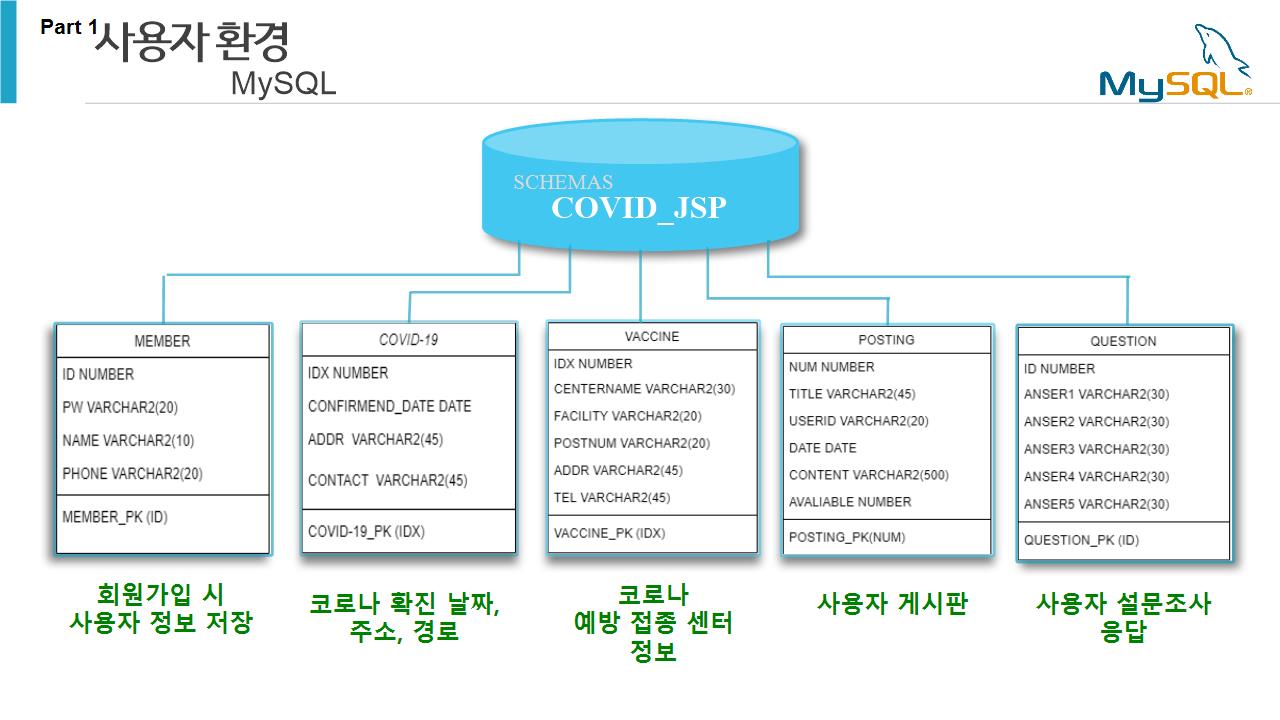 Part 1
사용자 환경
MySQL
MySQL®
SCHEMAS
COVID_JSP
MEMBER
ID NUMBER
PW VARCHAR2(20)
NAME VARCHAR2(10)
PHONE VARCHAR2(20)
MEMBER_PK (ID)
회원가입 시
사용자 정보 저장
COVID-19
IDX NUMBER
CONFIRMEND_DATE DATE
ADDR VARCHAR2(45)
CONTACT VARCHAR2(45)
COVID-19_PK (IDX)
코로나 확진 날짜,
주소, 경로
VACCINE
IDX NUMBER
CENTERNAME VARCHAR2(30)
FACILITY VARCHAR2(20)
POSTNUM VARCHAR2(20)
ADDR VARCHAR2(45)
TEL VARCHAR2(45)
VACCINE_PK (IDX)
코로나
예방 접종 센터
정보
POSTING
NUM NUMBER
TITLE VARCHAR2(45)
USERID VARCHAR2(20)
DATE DATE
CONTENT VARCHAR2(500)
AVALIABLE NUMBER
POSTING_PK(NUM)
사용자 게시판
QUESTION
ID NUMBER
ANSER1 VARCHAR2(30)
ANSER2 VARCHAR2(30)
ANSER3 VARCHAR2(30)
ANSER4 VARCHAR2(30)
ANSER5 VARCHAR2(30)
QUESTION_PK (ID)
사용자 설문조사
응답